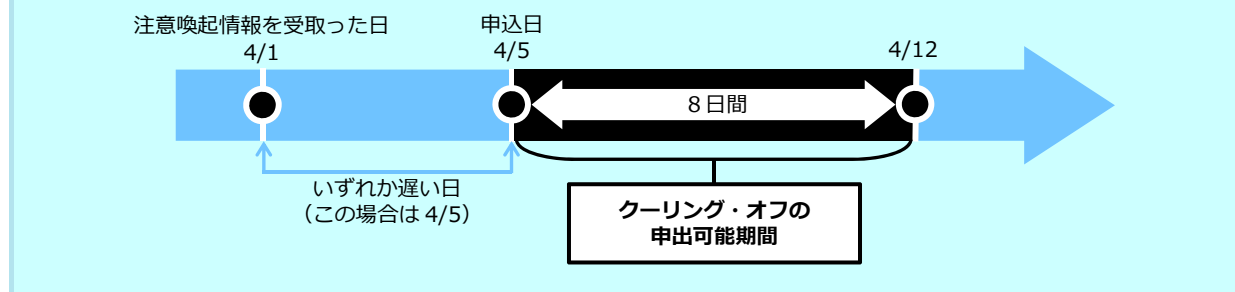 注意喚起情報を受取った日
4/1
申込日
4/5
4/12
8日間
いずれか遅い日
（この場合は 4/5）
クーリング・オフの
申出可能期間